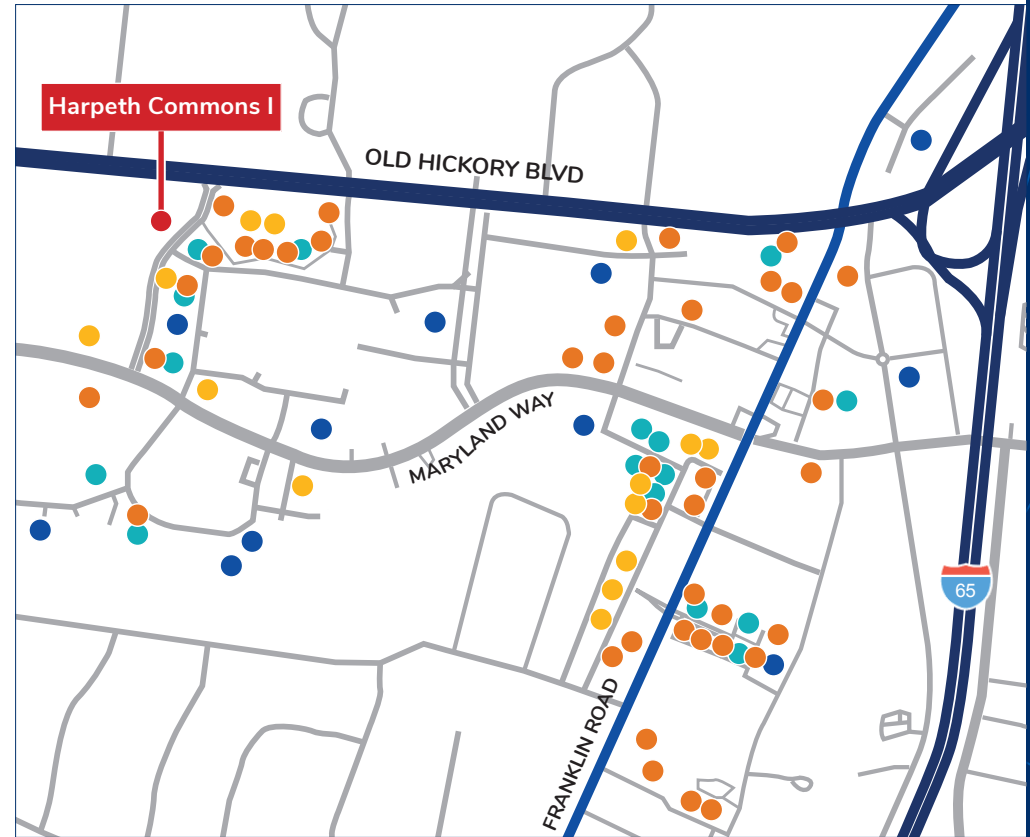 Harpeth Commons I
OLD HICKORY BLVD
MARYLAND WAY
65
FRANKLIN ROAD